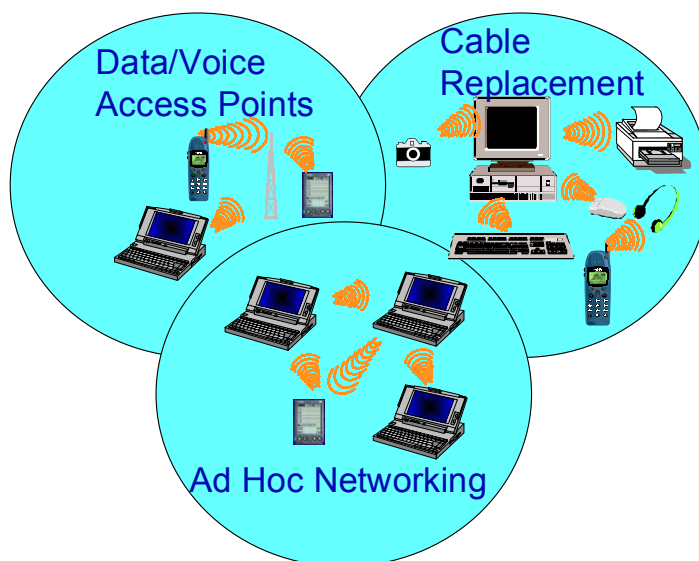 Data/Voice
Access Points
Cable
Replacement
Ad Hoc Networking